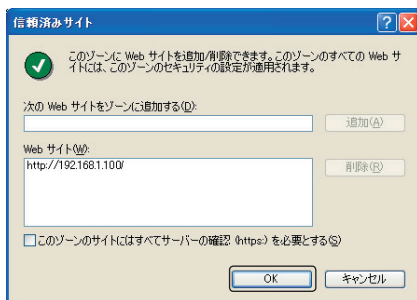 信頼済みサイト
このゾーンに Web サイトを追加/削除できます。このゾーンのすべての Web サ
イトには、このゾーンのセキュリティの設定が適用されます。
次の Web サイトをゾーンに追加する(D):
追加(A)
Web サイト(W):
http://192.168.1.100/
削除(R)
このゾーンのサイトにはすべてサーバーの確認 (https:) を必要とする(S)
OK
キャンセル